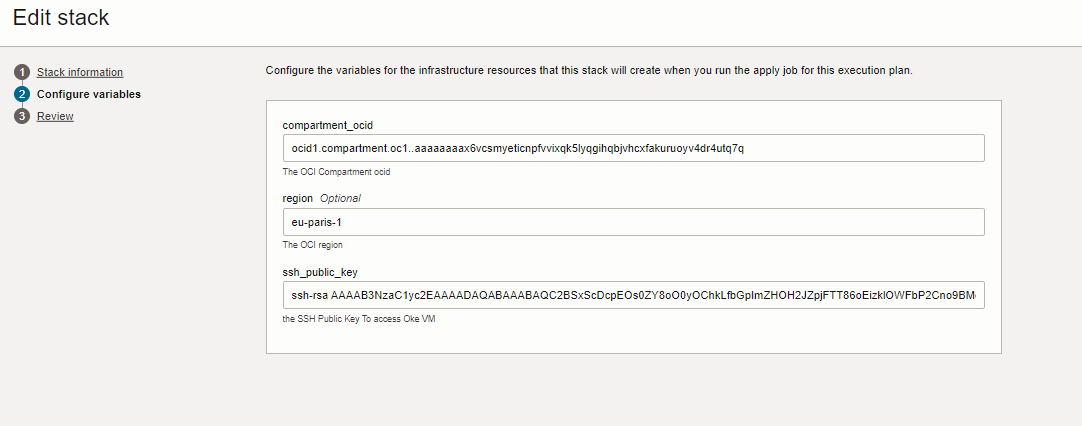 Edit stack
1 Stack information
2 Configure variables
3 Review
Configure the variables for the infrastructure resources that this stack will create when you run the apply job for this execution plan.
compartment_ocid
ocid1.compartment.oc1..aaaaaaaax6vcsmyeticnpfvvixqk5lyqgihqbjvhcxfakuruoyv4dr4utq7q
The OCI Compartment ocid
region Optional
eu-paris-1
The OCI region
ssh_public_key
ssh-rsa AAAAB3NzaC1yc2EAAAADAQABAAABAQC2BSxScDcpEOs0ZY8oO0yOChkLfbGpImZHOH2JZpjFTT86oEizklOWFbP2Cno9BM
the SSH Public Key To access Oke VM